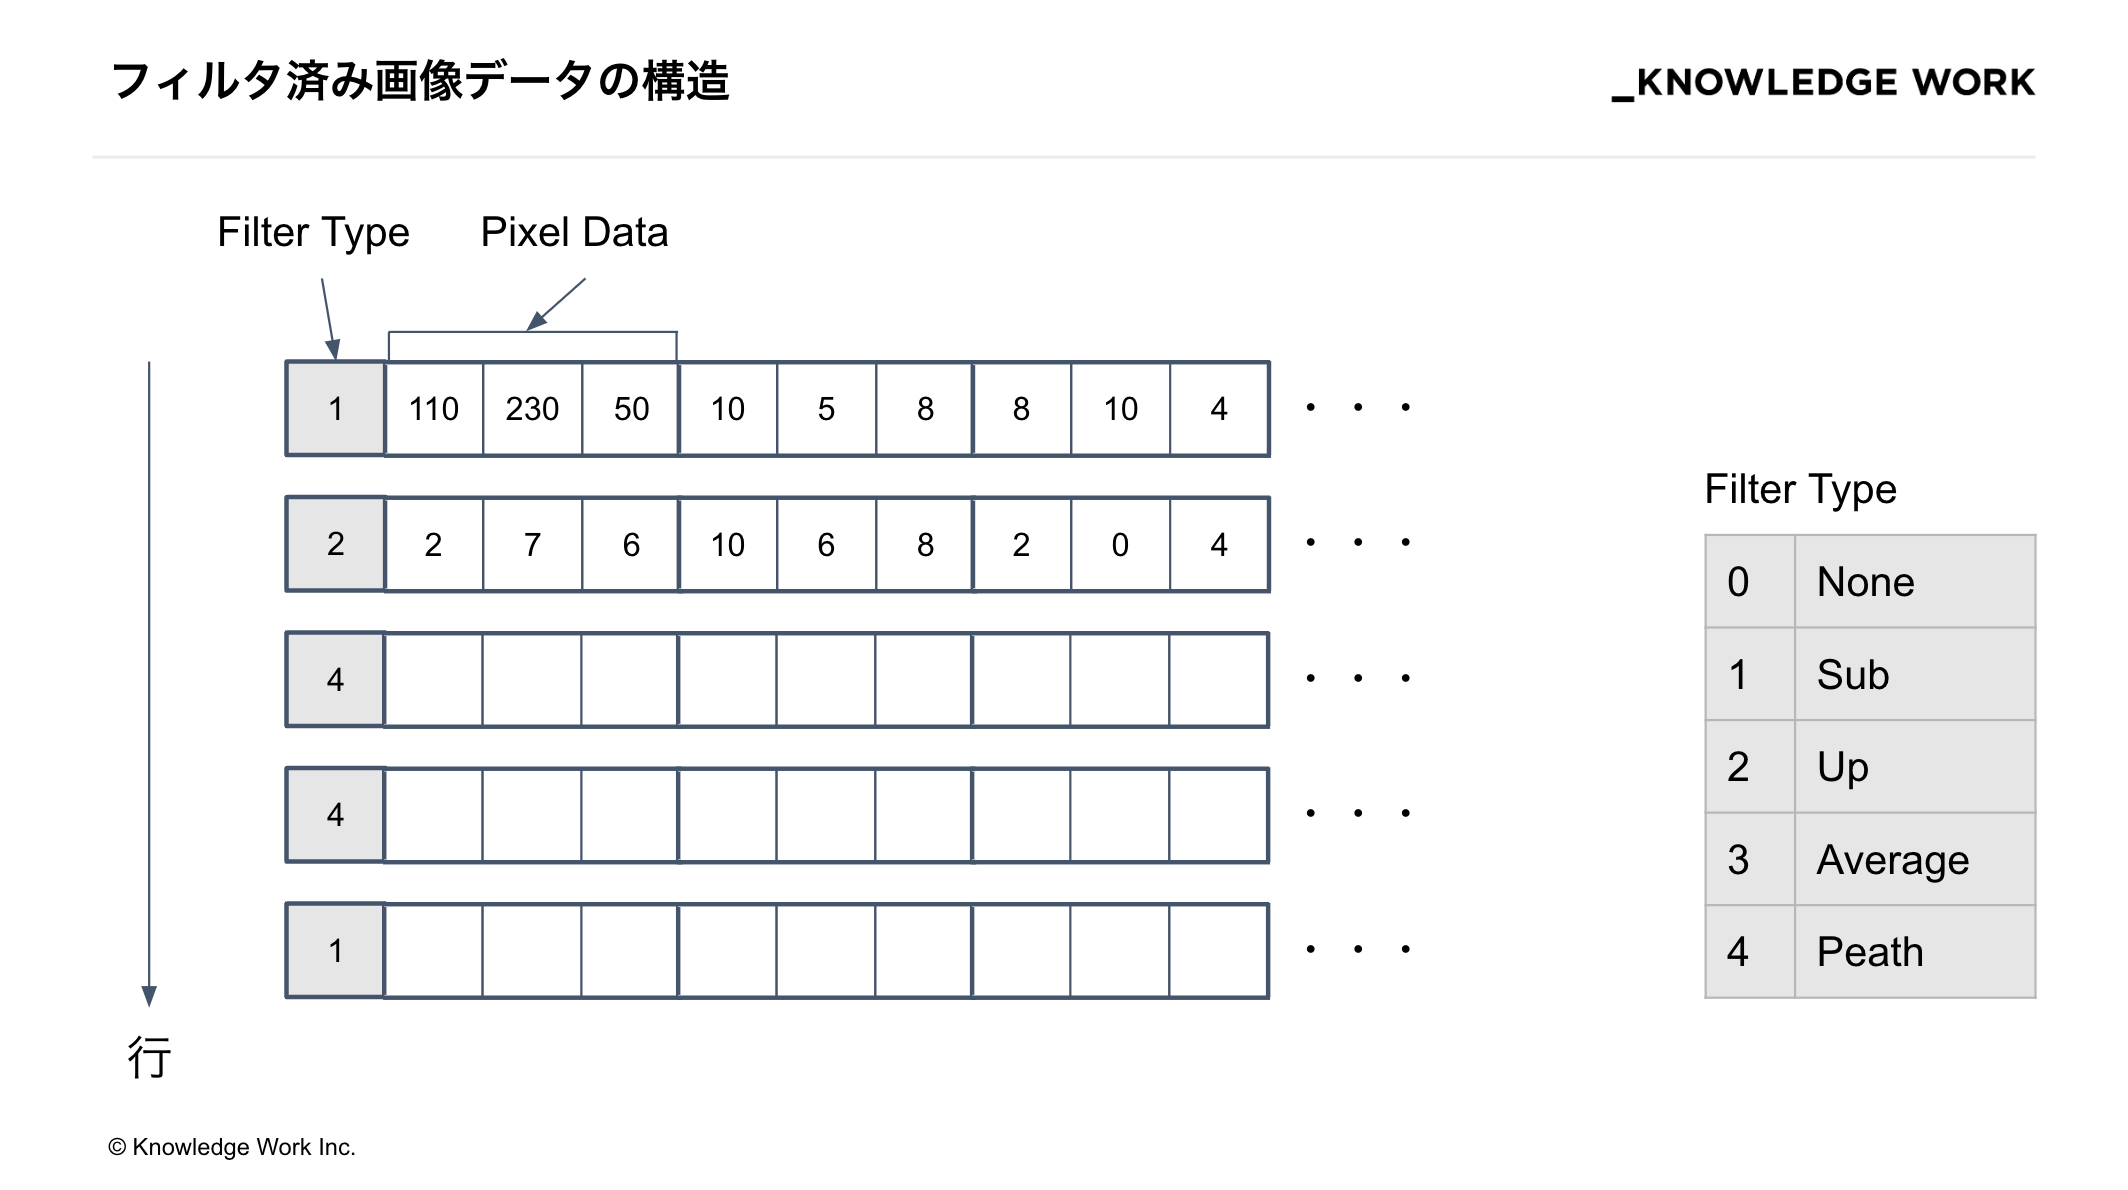 フィルタ済み画像データの構造
_KNOWLEDGE WORK
Filter Type
Pixel Data
1 110 230 50 10 5 8 8 10 4 ・・・
2 2 7 6 10 6 8 2 0 4 ・・・
4 ・・・
4 ・・・
1 ・・・
行
Filter Type
0 None
1 Sub
2 Up
3 Average
4 Peath
© Knowledge Work Inc.